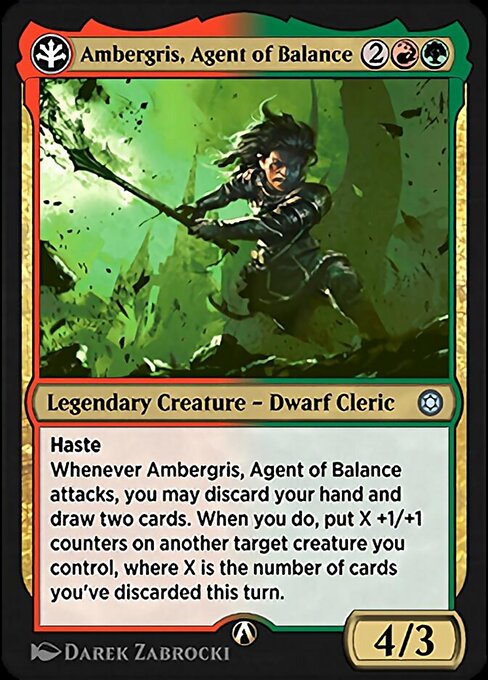 Ambergris, Agent of Balance 2
Legendary Creature – Dwarf Cleric
Haste
Whenever Ambergris, Agent of Balance
attacks, you may discard your hand and
draw two cards. When you do, put X +1/+1
counters on another target creature you
control, where X is the number of cards
you've discarded this turn.
4/3
DAREK ZABROCKI